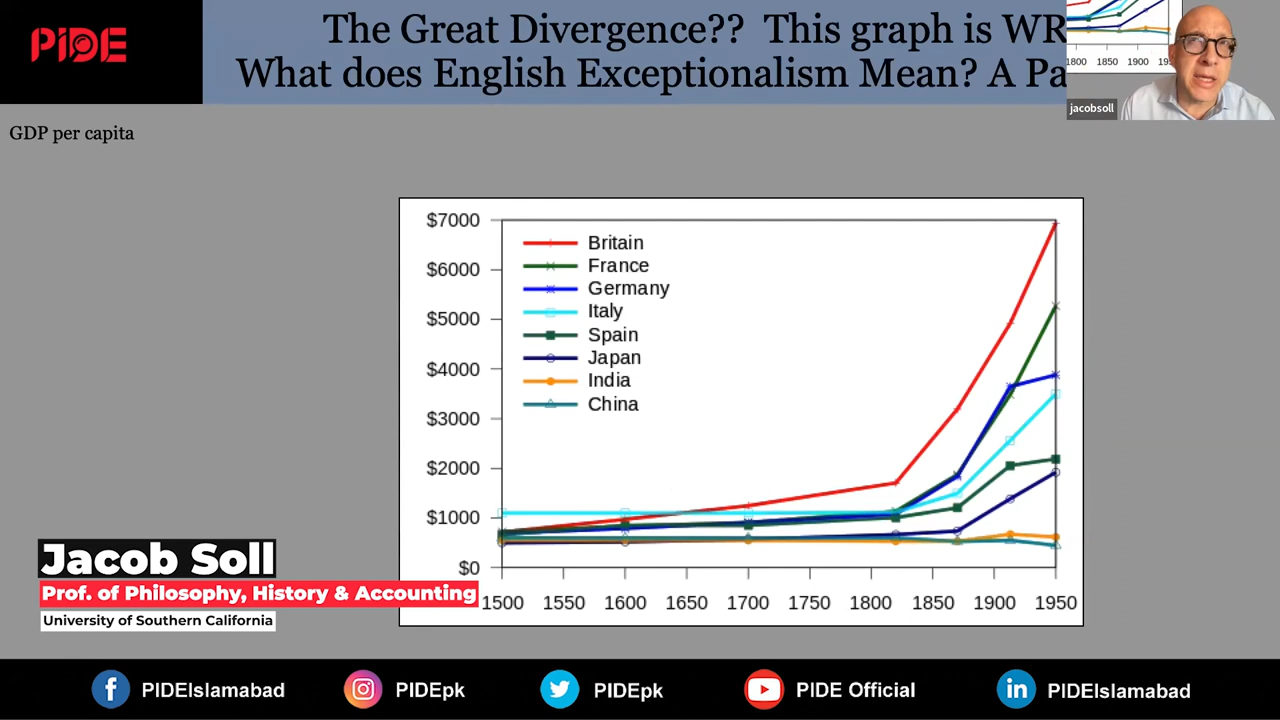 PIDE
The Great Divergence?? This graph is WR
What does English Exceptionalism Mean? A Pa
1800 1850 1900
jacobsoll
GDP per capita
$7000
$6000
$5000
$4000
$3000
$2000
$1000
$0
Britain
France
Germany
Italy
Spain
Japan
India
China
1500 1550 1600 1650 1700 1750 1800 1850 1900 1950
Jacob Soll
Prof. of Philosophy, History & Accounting
University of Southern California
PIDEIslamabad PIDEpk PIDEpk PIDE Official PIDEIslamabad